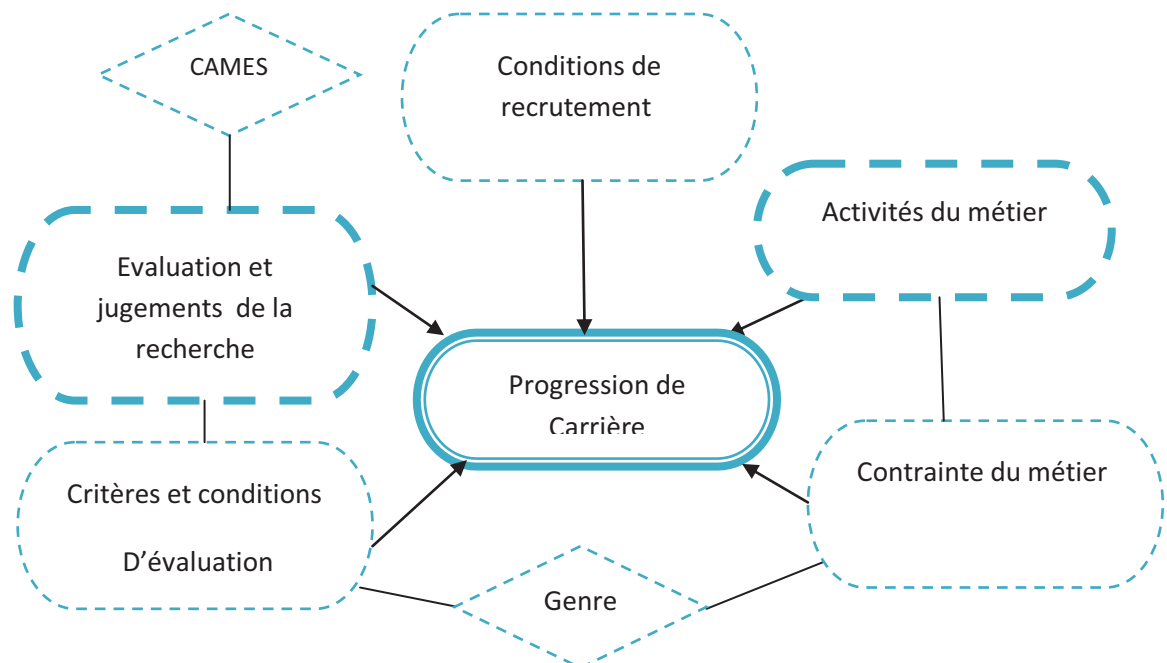 CAMES
Conditions de
recrutement
Activités du métier
Evaluation et
jugements de la
recherche
Progression de
Carrière
Contrainte du métier
Critères et conditions
D'évaluation
Genre